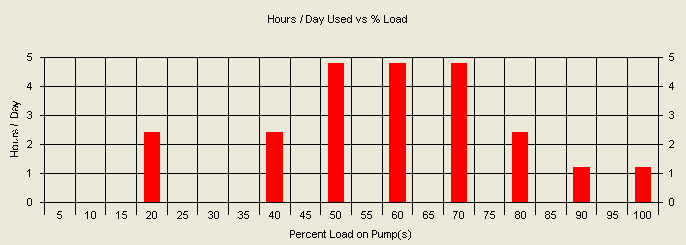 Hours / Day Used vs % Load
5 5
4 4
3 3
2 2
1 1
0 0
Hours / Day
5 10 15 20 25 30 35 40 45 50 55 60 65 70 75 80 85 90 95 100
Percent Load on Pump(s)